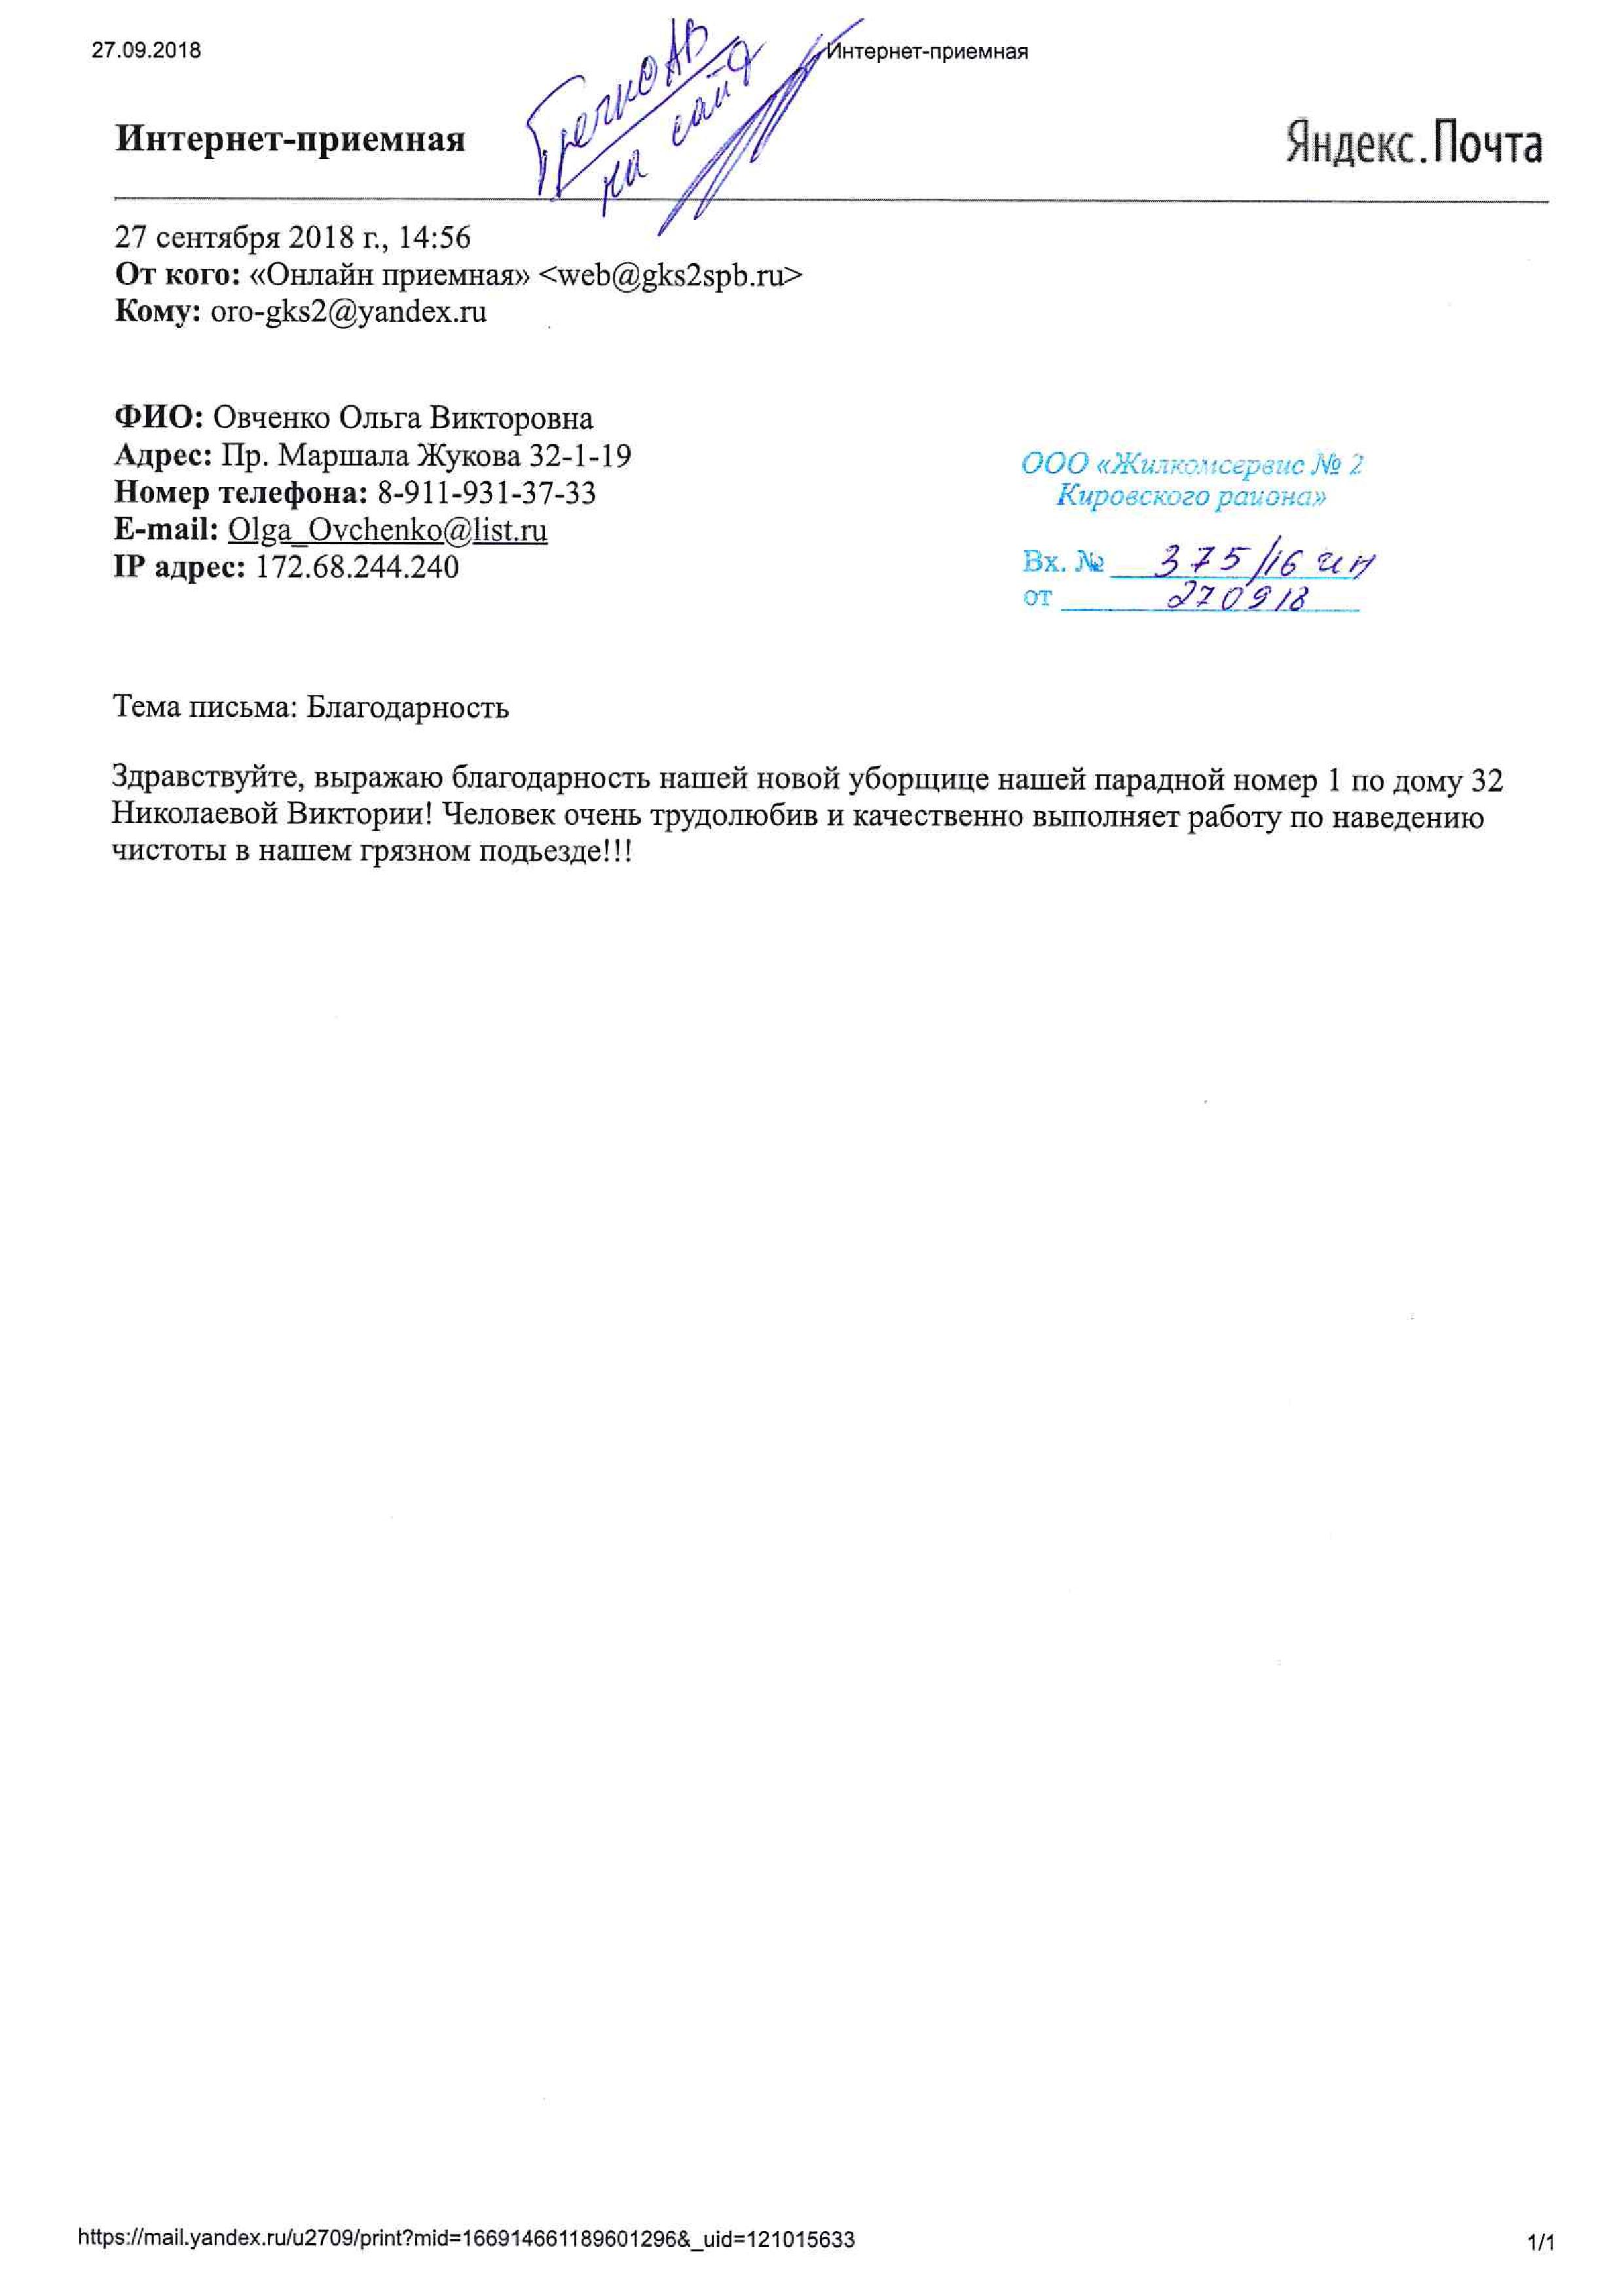 27.09.2018
Интернет-приемная
на сайт
Интернет-приемная
Яндекс.Почта
27 сентября 2018 г., 14:56
От кого: «Онлайн приемная» <web@gks2spb.ru>
Кому: oro-gks2@yandex.ru
ФИО: Овченко Ольга Викторовна
Адрес: Пр. Маршала Жукова 32-1-19
Номер телефона: 8-911-931-37-33
E-mail: Olga_Ovchenko@list.ru
IP адрес: 172.68.244.240
ООО «Жилкомсервис № 2
Кировского района»
Вх. № 375/16 ип
от 270918
Тема письма: Благодарность
Здравствуйте, выражаю благодарность нашей новой уборщице нашей парадной номер 1 по дому 32
Николаевой Виктории! Человек очень трудолюбив и качественно выполняет работу по наведению
чистоты в нашем грязном подьезде!!!
https://mail.yandex.ru/u2709/print?mid=166914661189601296&_uid=121015633
1/1